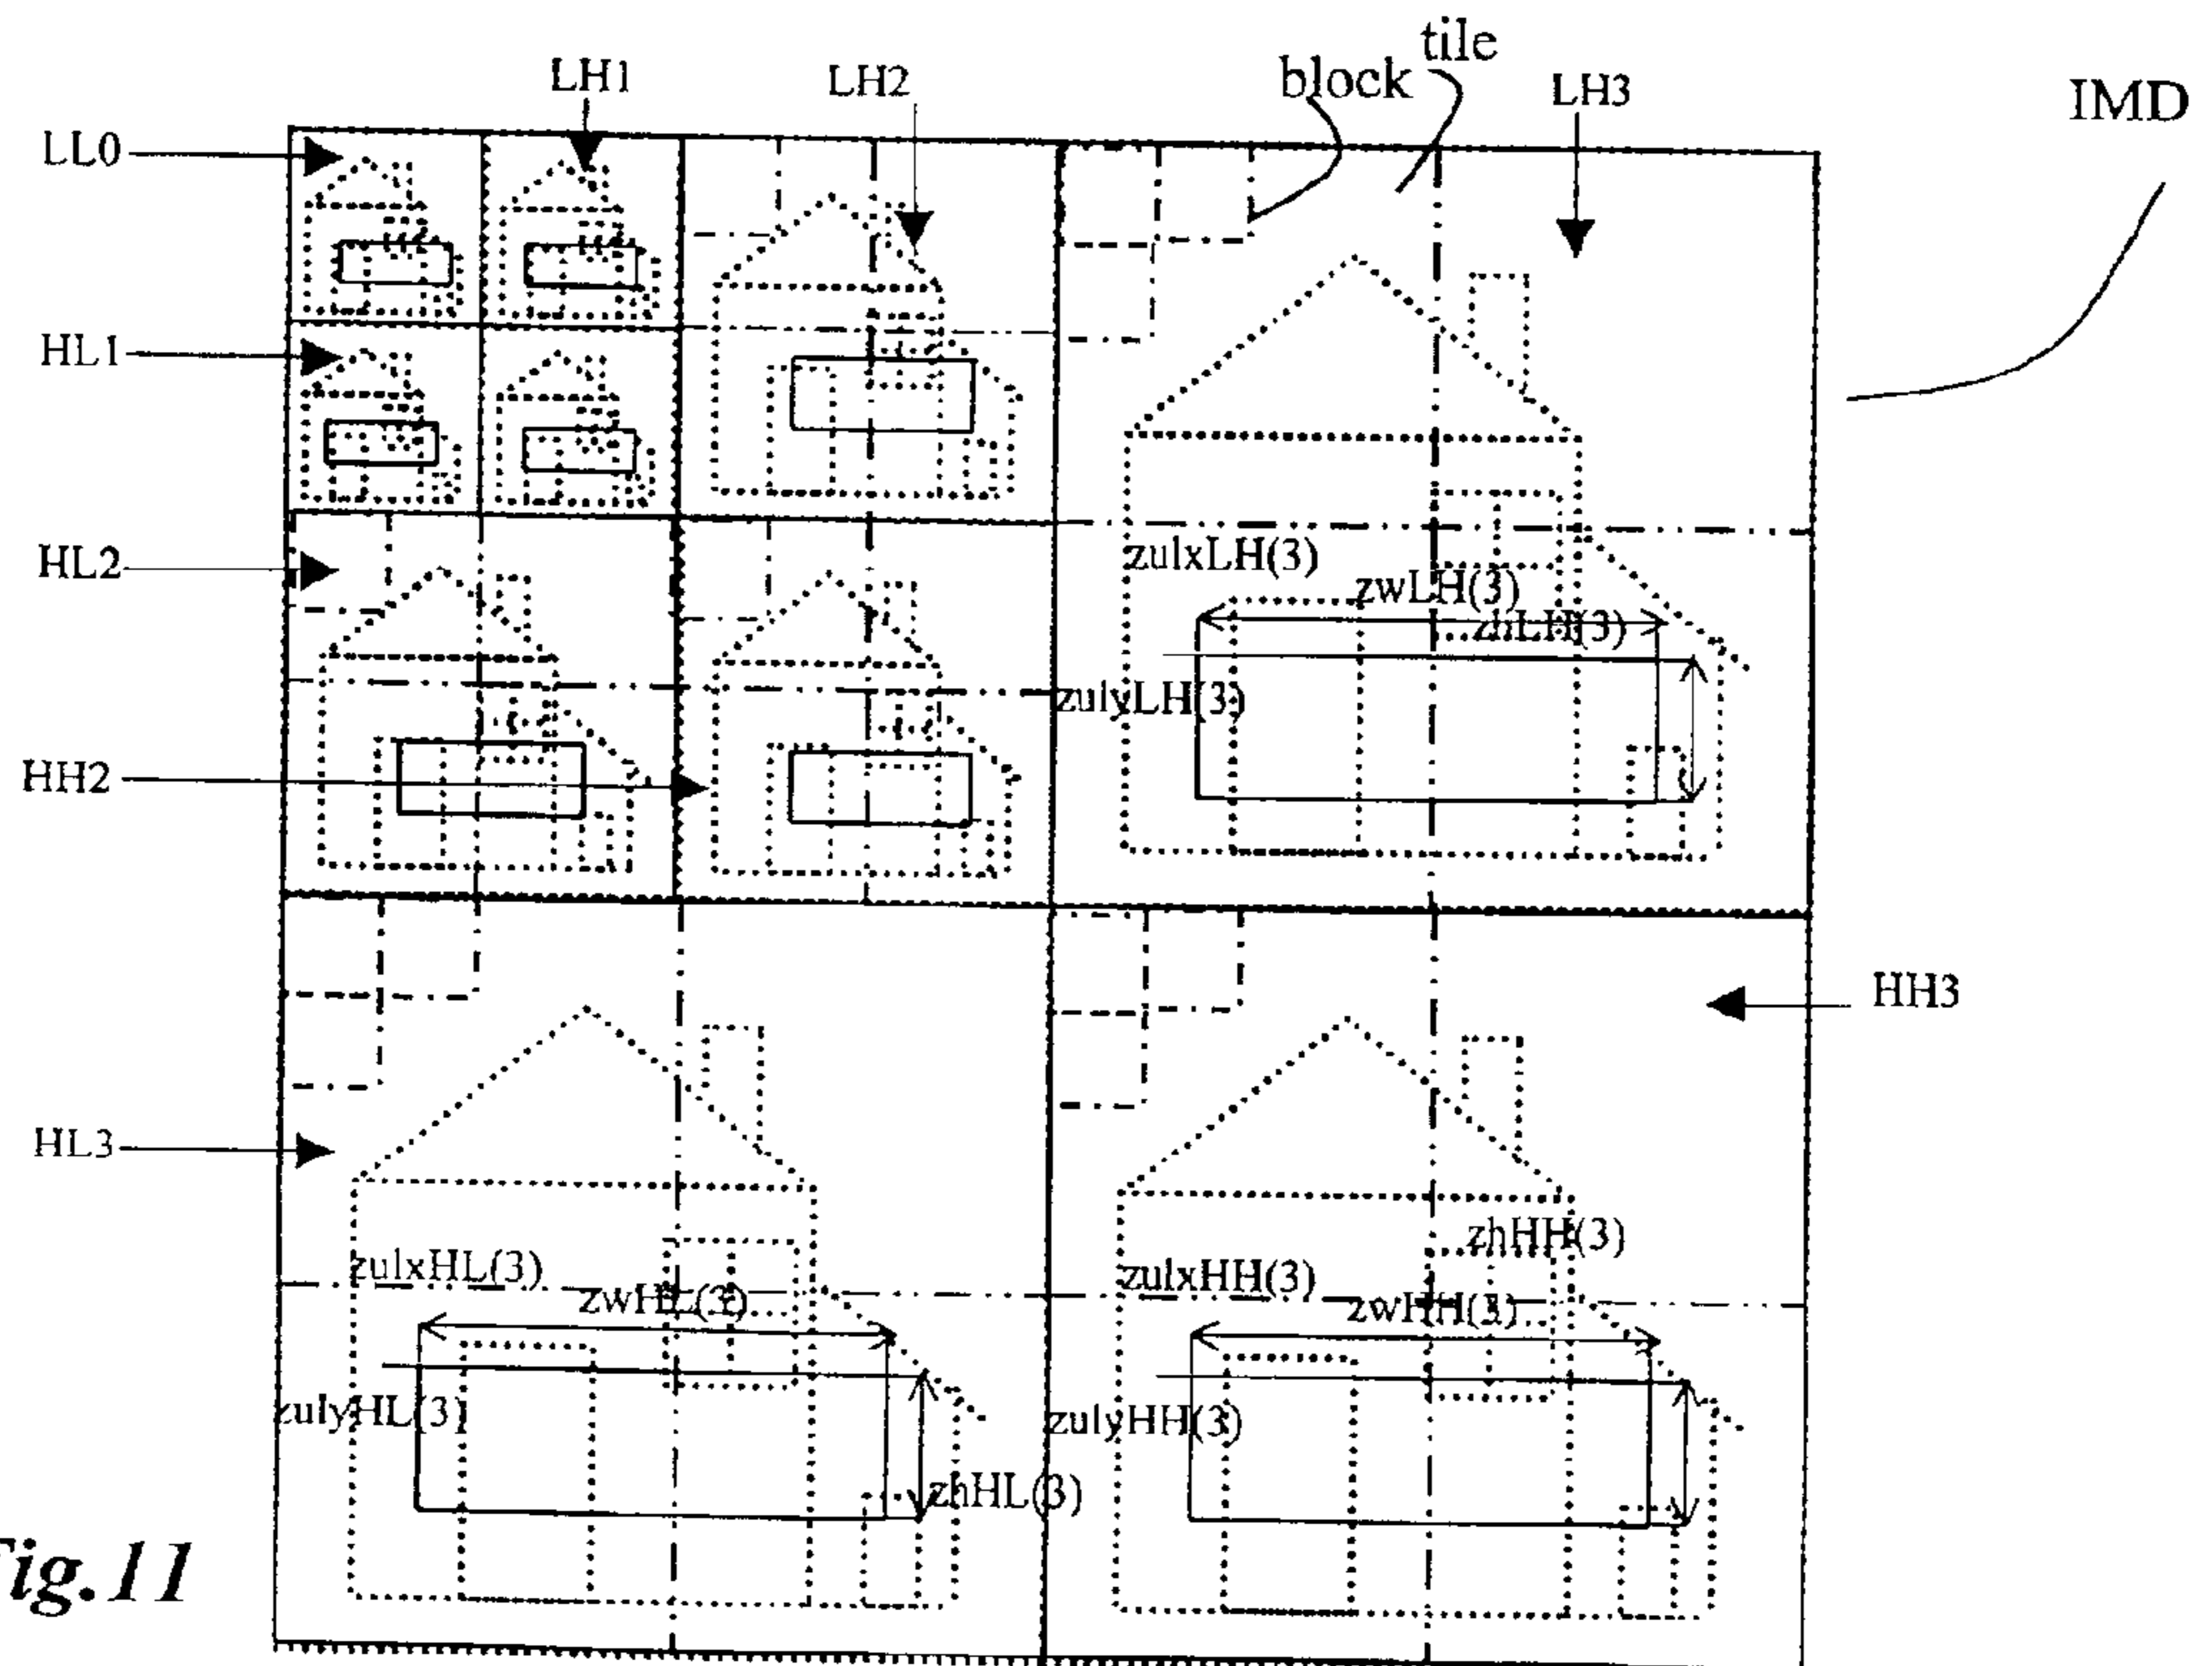 tile
block
LH1
LH2
LH3
IMD
LL0
HL1
HL2
zulxLH(3)
zwLH(3)
zhLH(3)
zulyLH(3)
HH2
HH3
HL3
zhHH(3)
zulxHL(3)
zwHL(3)
zulxHH(3)
zwHH(3)
zulyHL(3)
zulyHH(3)
zhHL(3)
Fig.11